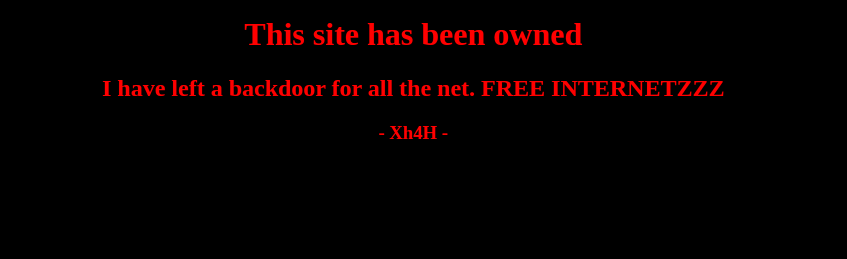 This site has been owned
I have left a backdoor for all the net. FREE INTERNETZZZ
- Xh4H -